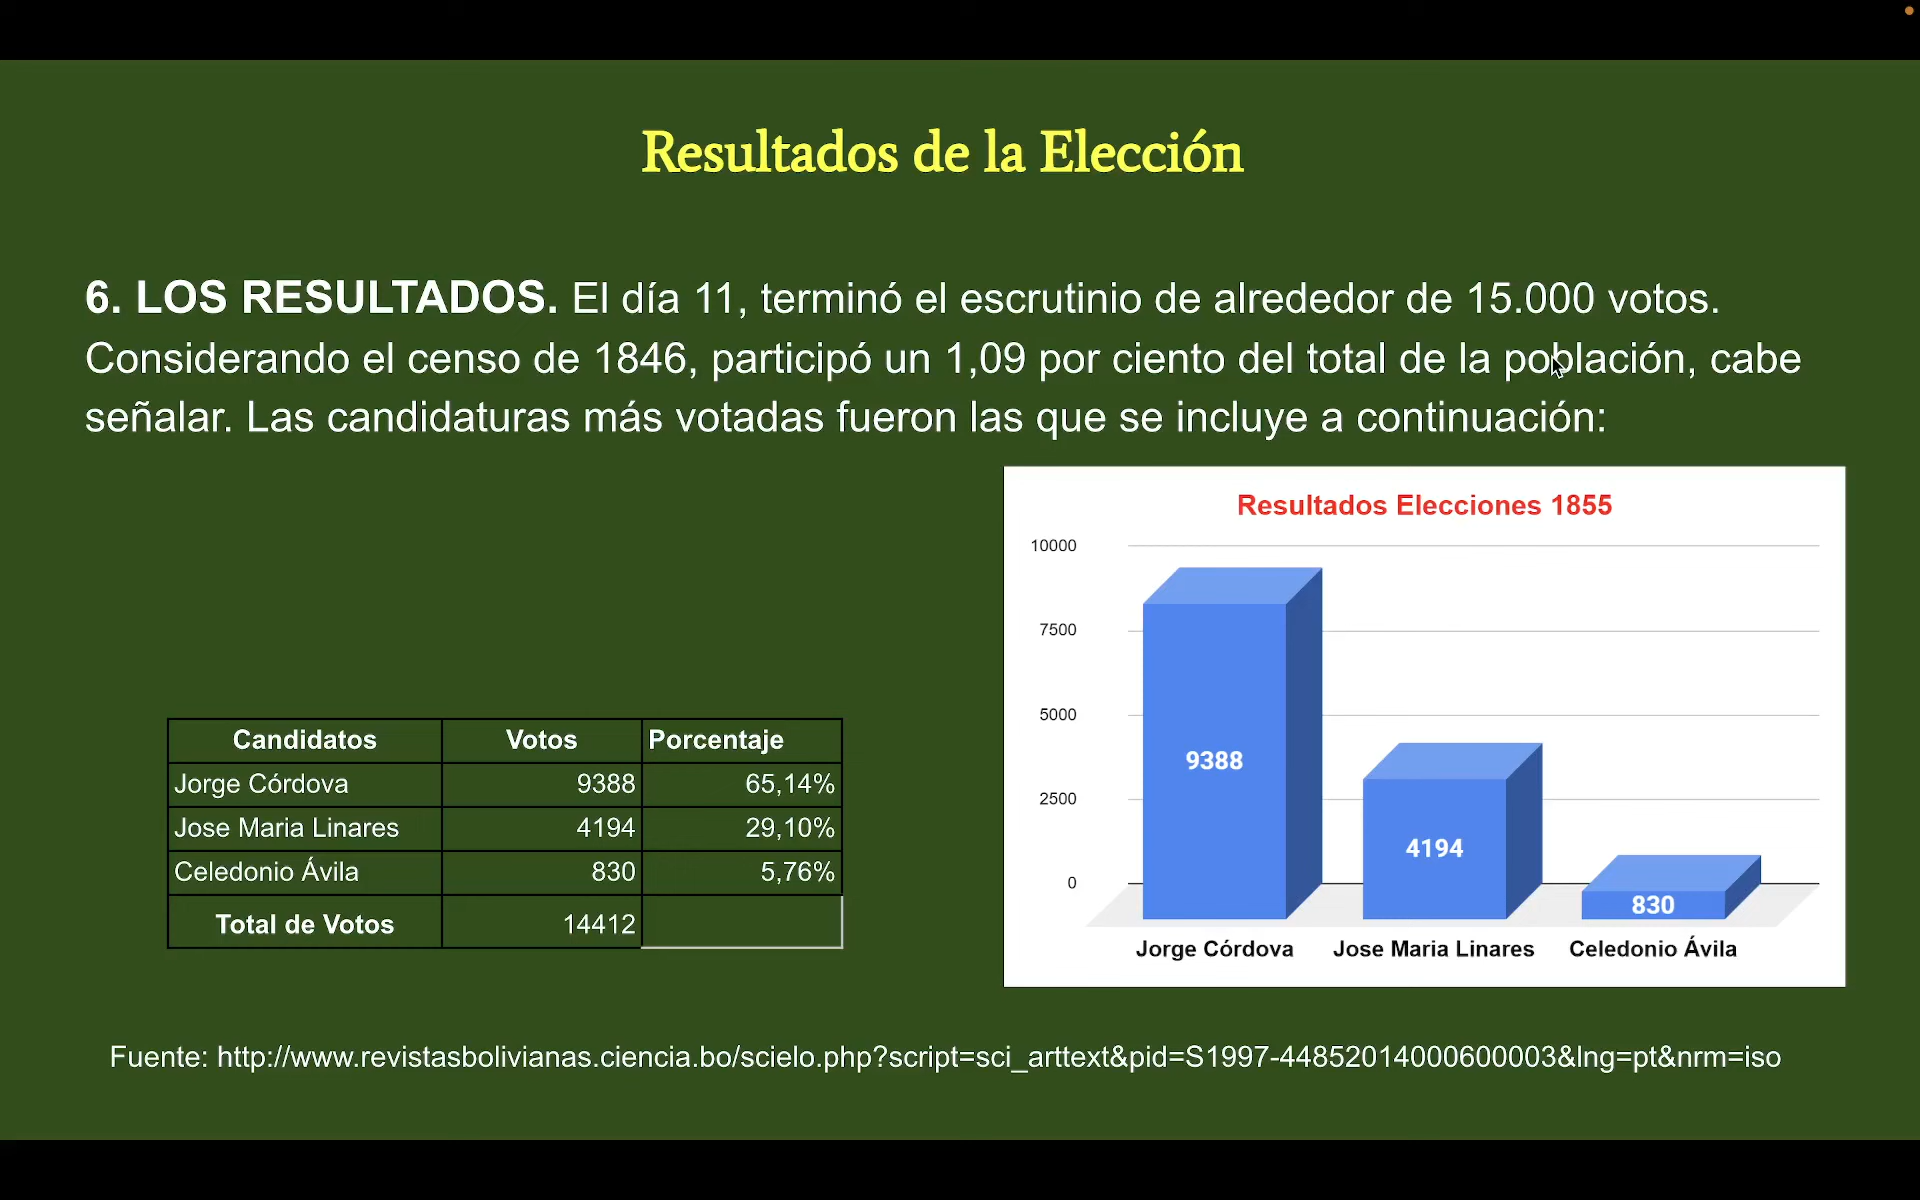 Resultados de la Elección
6. LOS RESULTADOS. El día 11, terminó el escrutinio de alrededor de 15.000 votos.
Considerando el censo de 1846, participó un 1,09 por ciento del total de la población, cabe
señalar. Las candidaturas más votadas fueron las que se incluye a continuación:
Candidatos Votos Porcentaje
Jorge Córdova 9388 65,14%
Jose Maria Linares 4194 29,10%
Celedonio Ávila 830 5,76%
Total de Votos 14412
Resultados Elecciones 1855
10000
7500
5000
2500
0
9388
4194
830
Jorge Córdova Jose Maria Linares Celedonio Ávila
Fuente: http://www.revistasbolivianas.ciencia.bo/scielo.php?script=sci_arttext&pid=S1997-44852014000600003&lng=pt&nrm=iso